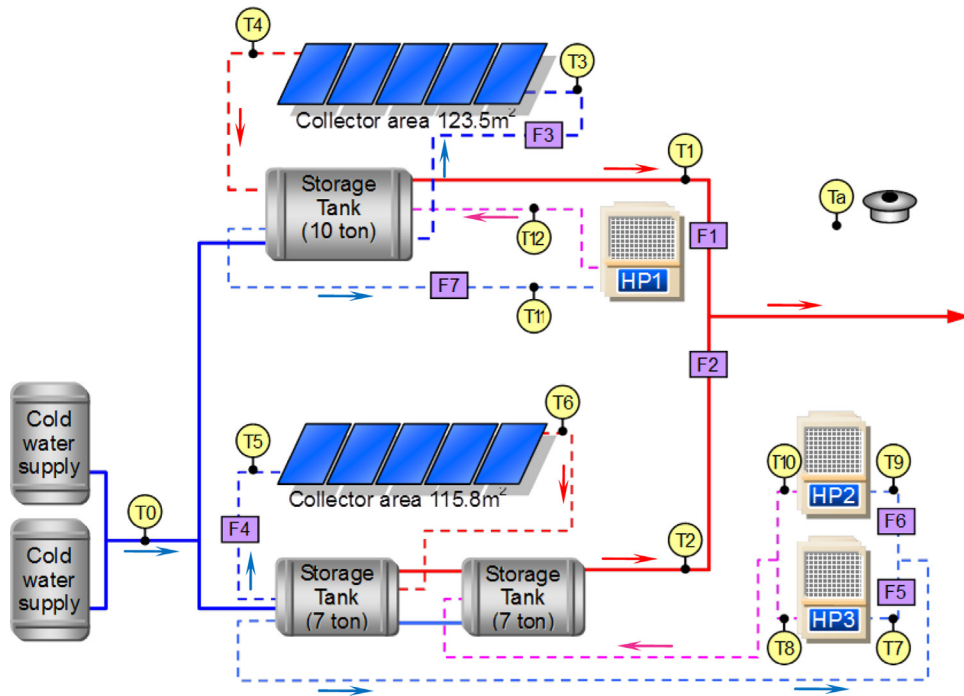 T4
T3
Collector area 123.5m²
F3
T1
Storage
Tank
(10 ton)
T12
Ta
F1
HP1
F7
T11
F2
Cold
water
supply
T6
T5
T10
T9
Collector area 115.8m²
HP2
T0
F4
F6
Cold
water
supply
T2
Storage
Tank
(7 ton)
Storage
Tank
(7 ton)
F5
HP3
T8
T7